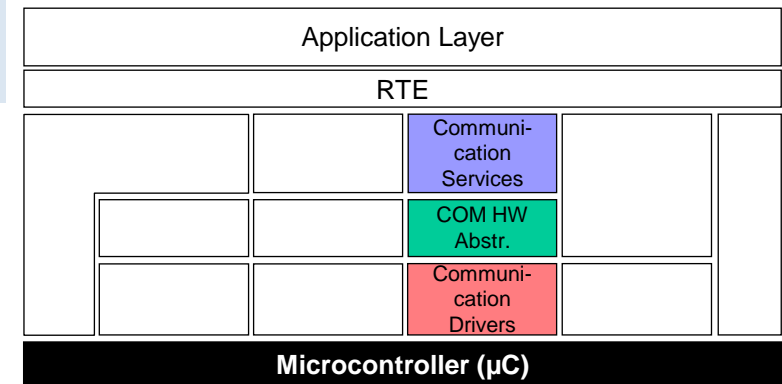 Application Layer
RTE
Communi-
cation
Services
COM HW
Abstr.
Communi-
cation
Drivers
Microcontroller (µC)